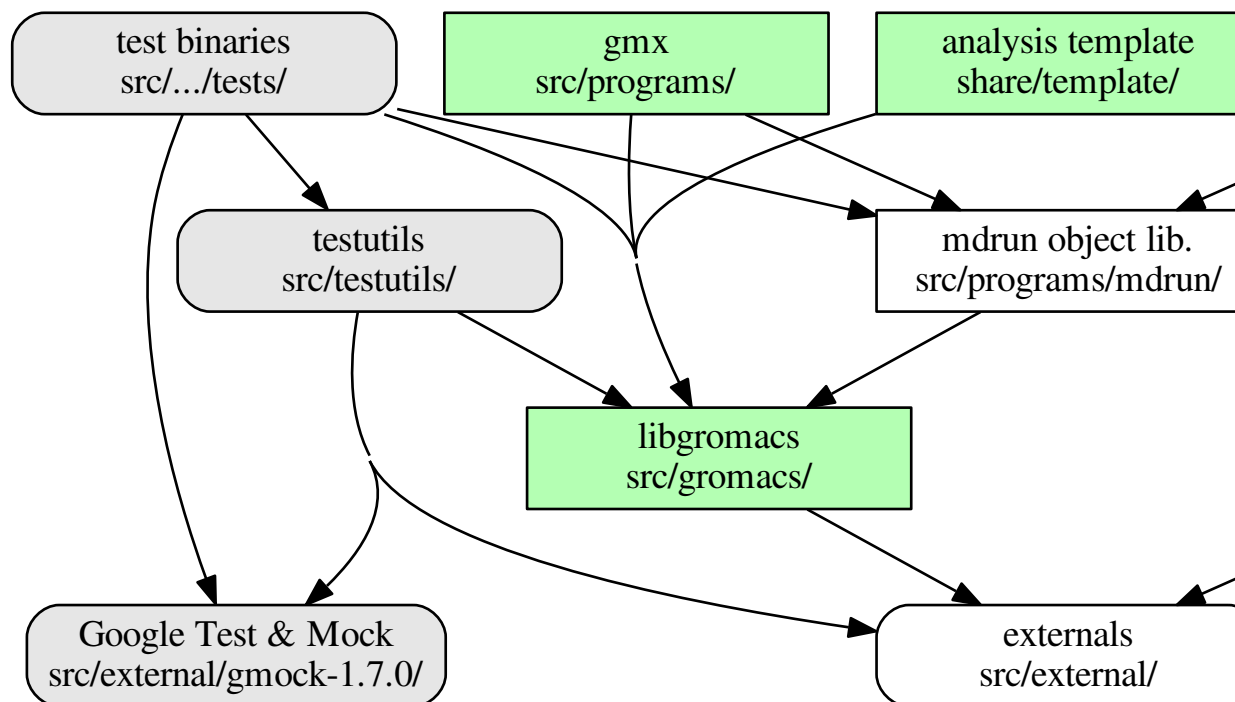 test binaries
src/.../tests/
gmx
src/programs/
analysis template
share/template/
testutils
src/testutils/
mdrun object lib.
src/programs/mdrun/
libgromacs
src/gromacs/
Google Test & Mock
src/external/gmock-1.7.0/
externals
src/external/